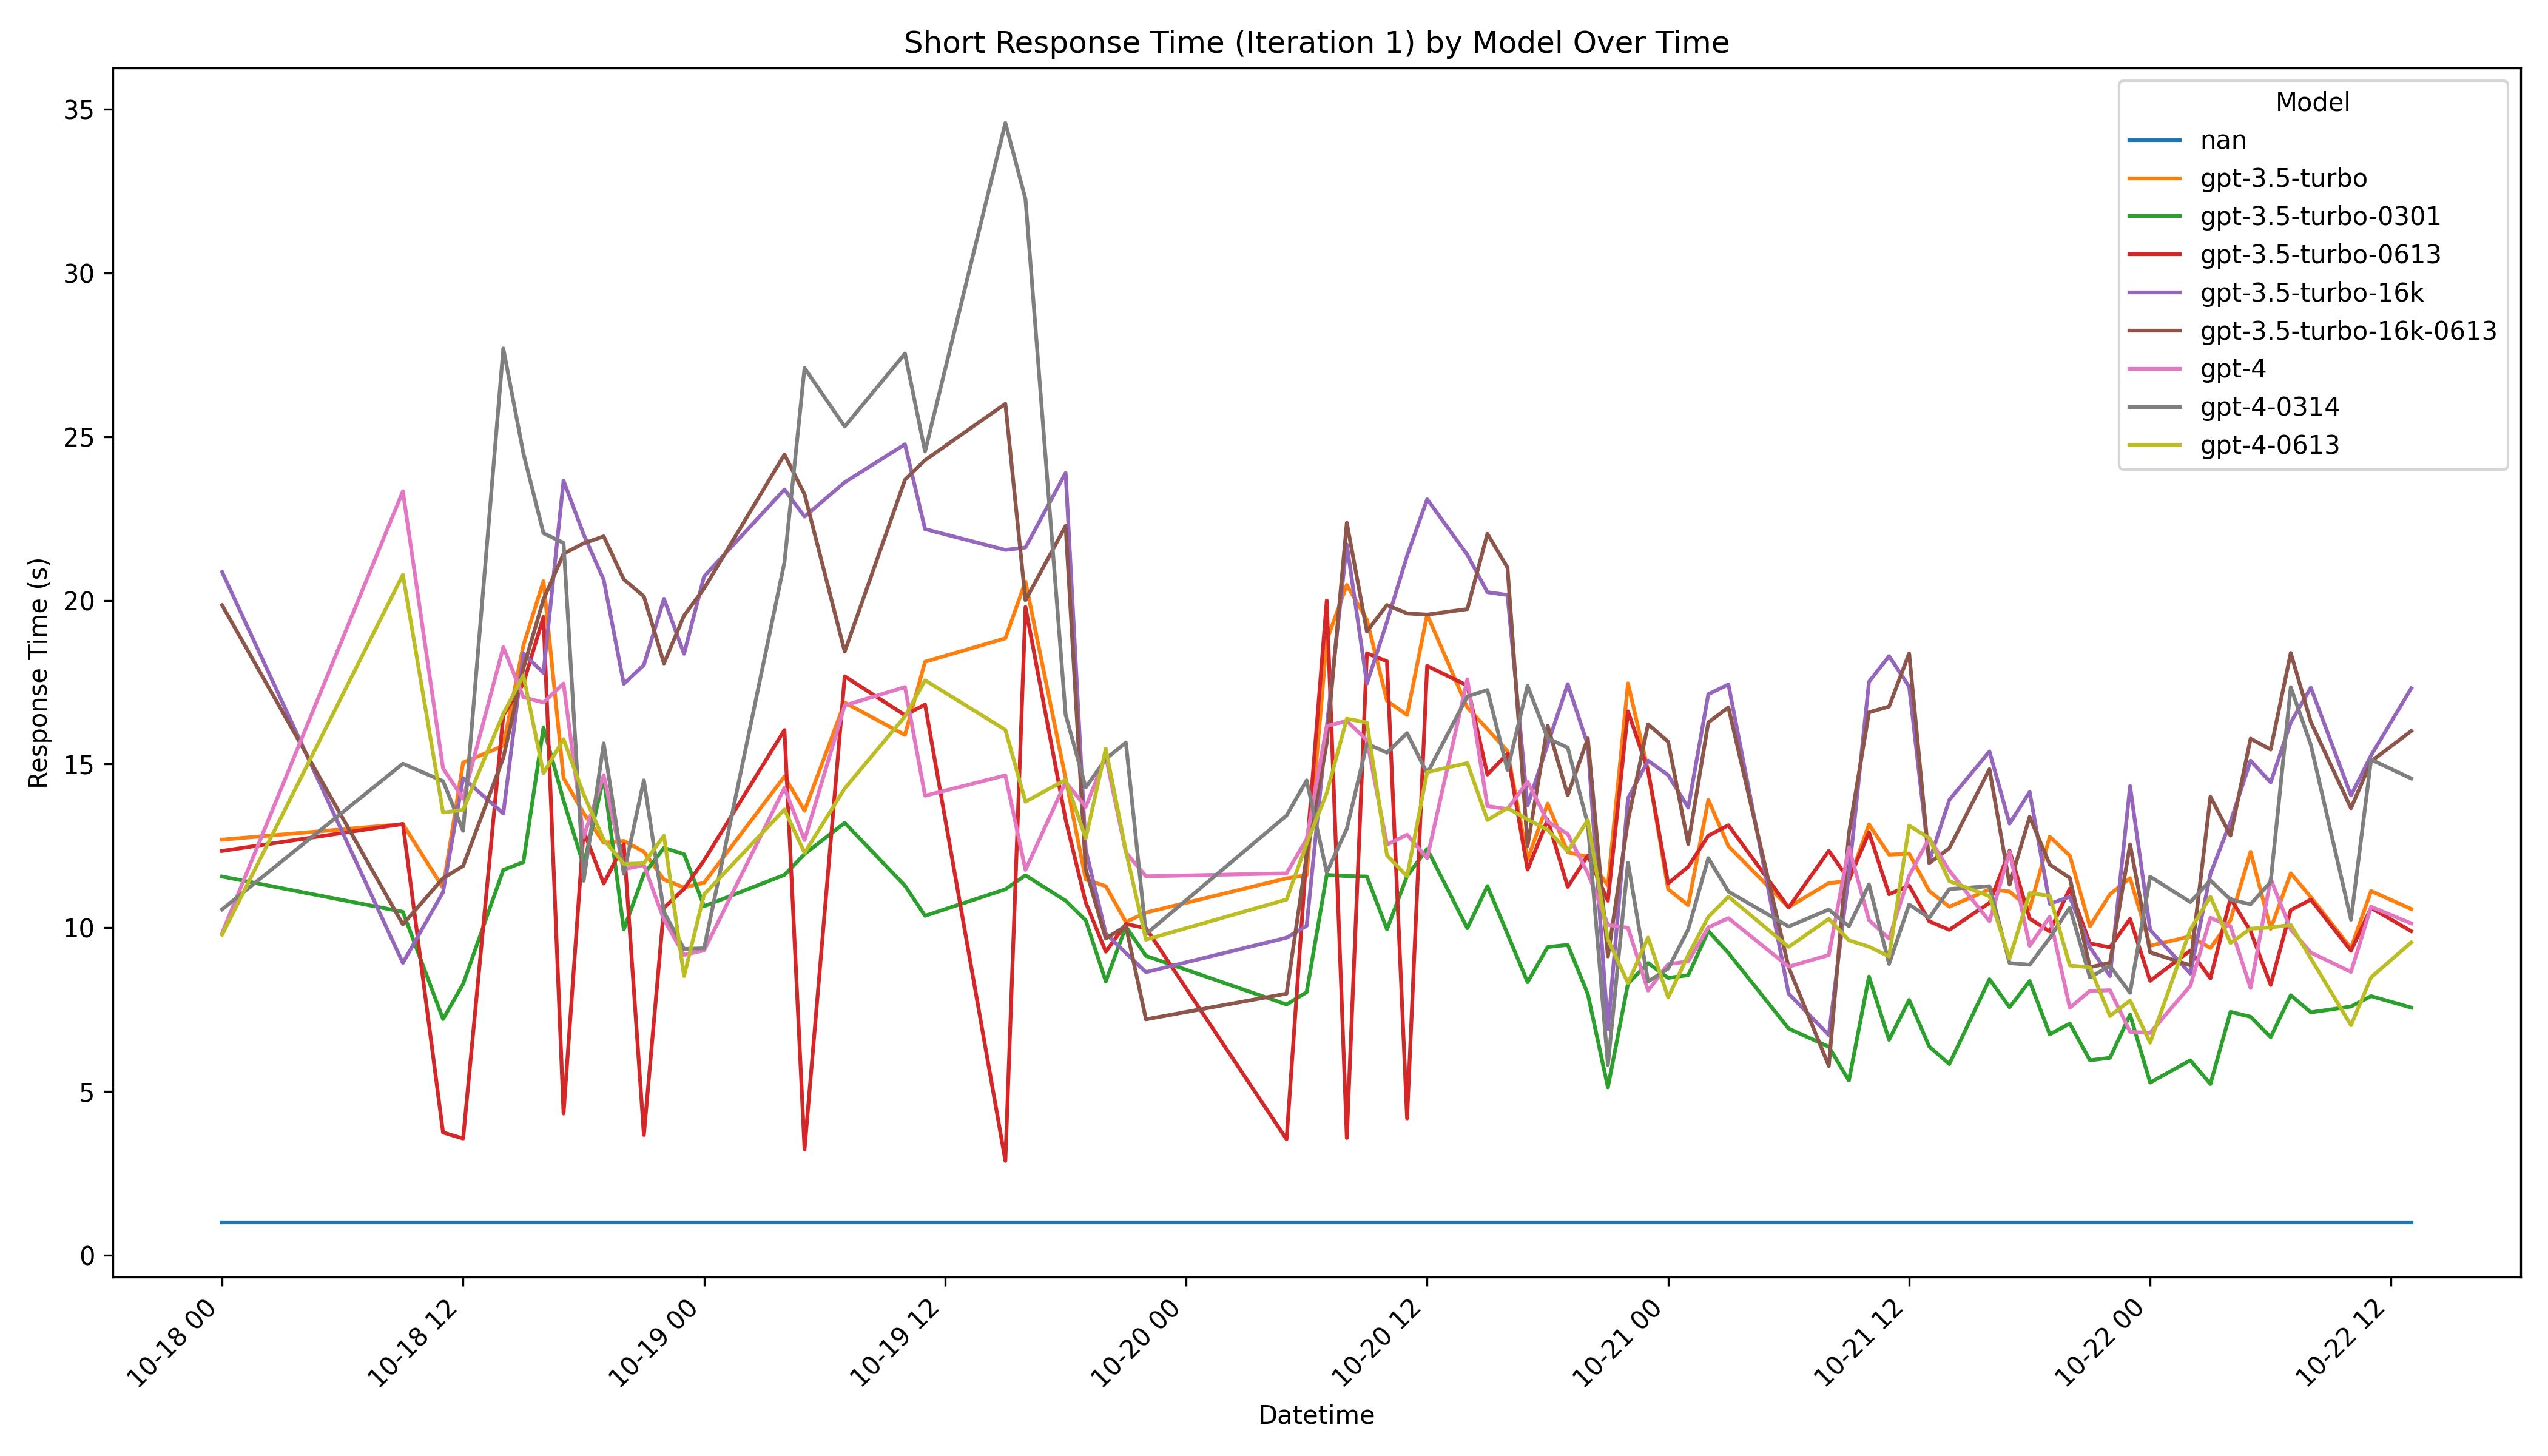 Short Response Time (Iteration 1) by Model Over Time
Model
nan
gpt-3.5-turbo
gpt-3.5-turbo-0301
gpt-3.5-turbo-0613
gpt-3.5-turbo-16k
gpt-3.5-turbo-16k-0613
gpt-4
gpt-4-0314
gpt-4-0613
Response Time (s)
35
30
25
20
15
10
5
0
10-18 00
10-18 12
10-19 00
10-19 12
10-20 00
10-20 12
10-21 00
10-21 12
10-22 00
10-22 12
Datetime